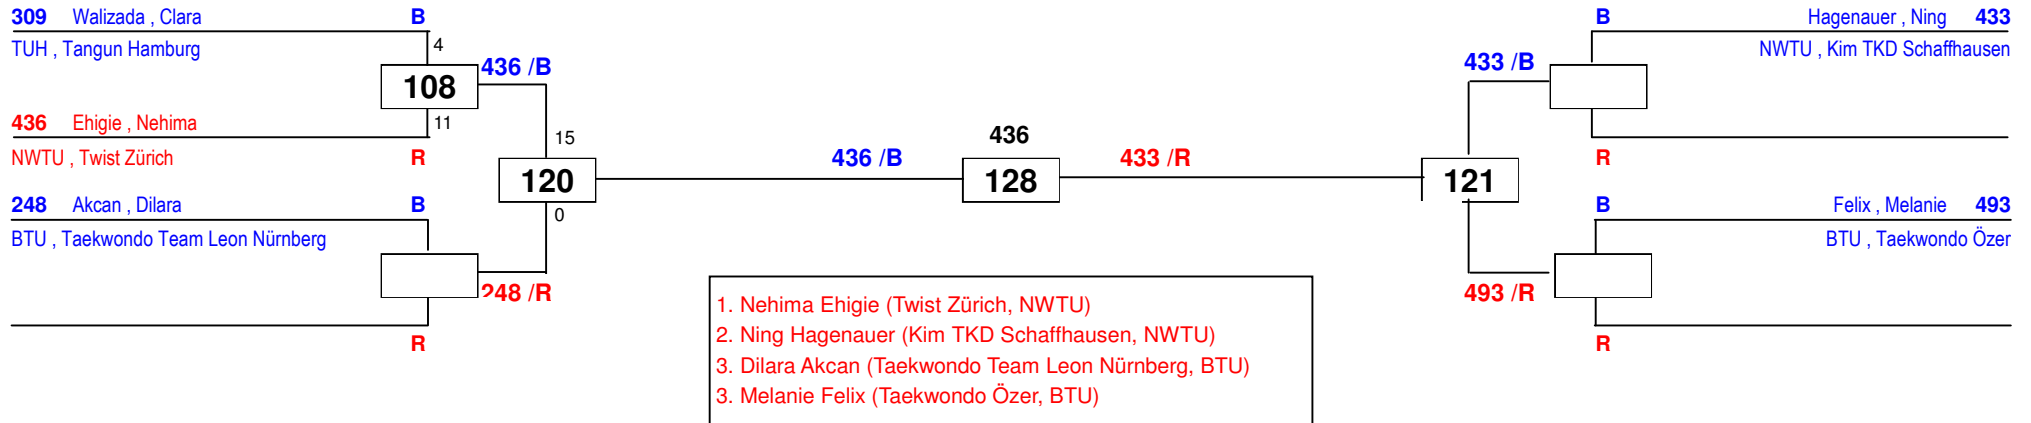 309 Walizada , Clara B
TUH , Tangun Hamburg
4
108
436 /B
436 Ehigie , Nehima
11
NWTU , Twist Zürich R
15
120
0
248 Akcan , Dilara B
BTU , Taekwondo Team Leon Nürnberg
248 /R
R
436 /B
436
128
433 /R
B Hagenauer , Ning 433
NWTU , Kim TKD Schaffhausen
433 /B
R
121
B Felix , Melanie 493
BTU , Taekwondo Özer
493 /R
R
1. Nehima Ehigie (Twist Zürich, NWTU)
2. Ning Hagenauer (Kim TKD Schaffhausen, NWTU)
3. Dilara Akcan (Taekwondo Team Leon Nürnberg, BTU)
3. Melanie Felix (Taekwondo Özer, BTU)